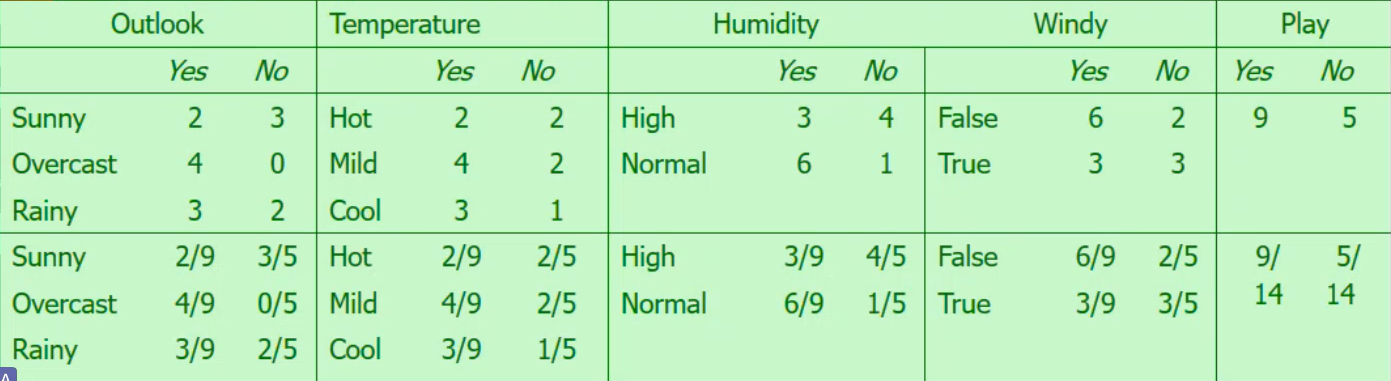 Outlook Temperature Humidity Windy Play
Yes No Yes No Yes No Yes No Yes No
Sunny 2 3 Hot 2 2 High 3 4 False 6 2 9 5
Overcast 4 0 Mild 4 2 Normal 6 1 True 3 3
Rainy 3 2 Cool 3 1
Sunny 2/9 3/5 Hot 2/9 2/5 High 3/9 4/5 False 6/9 2/5 9/ 5/
Overcast 4/9 0/5 Mild 4/9 2/5 Normal 6/9 1/5 True 3/9 3/5 14 14
Rainy 3/9 2/5 Cool 3/9 1/5
A